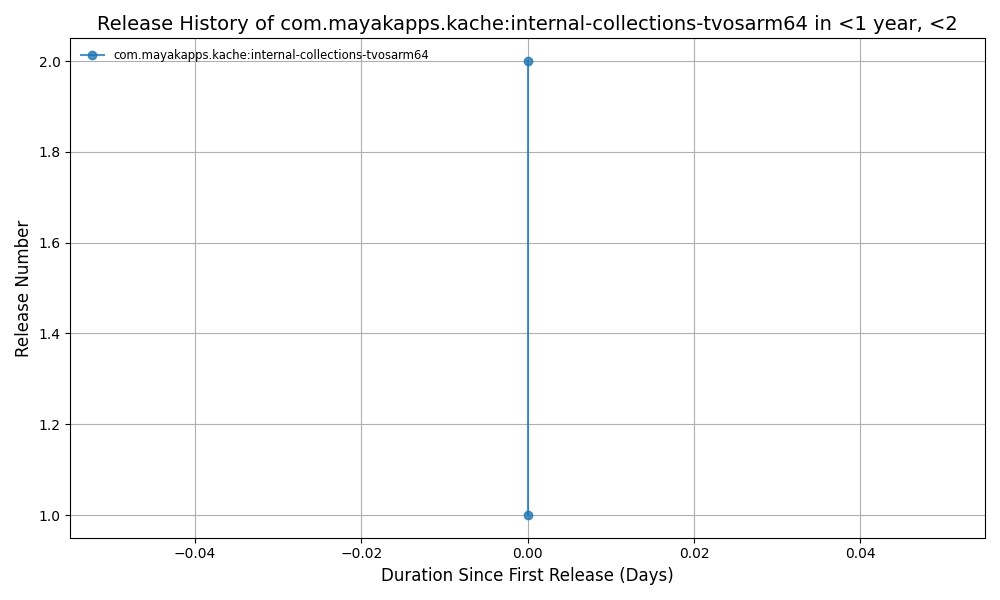 Release History of com.mayakapps.kache:internal-collections-tvosarm64 in <1 year, <2
com.mayakapps.kache:internal-collections-tvosarm64
Release Number
2.0
1.8
1.6
1.4
1.2
1.0
−0.04 −0.02 0.00 0.02 0.04
Duration Since First Release (Days)